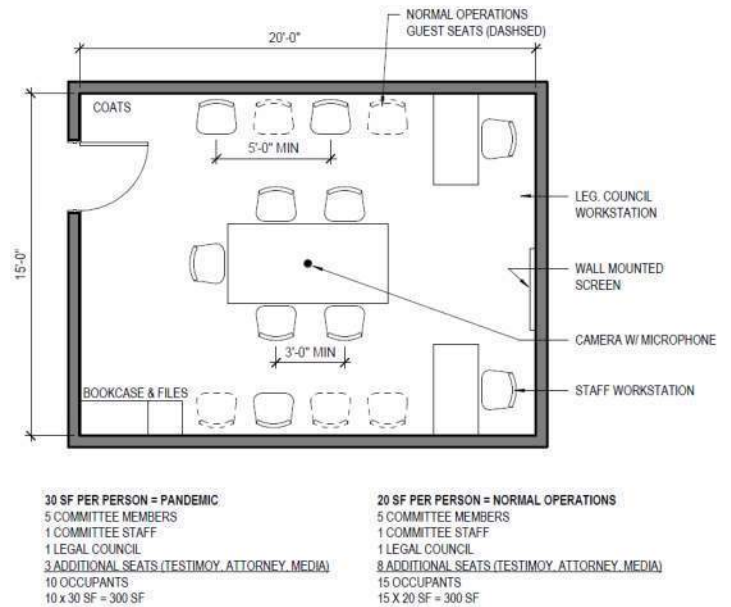 NORMAL OPERATIONS
GUEST SEATS (DASHSED)
20'-0"
COATS
5'-0" MIN
LEG. COUNCIL
WORKSTATION
15'-0"
WALL MOUNTED
SCREEN
CAMERA W/ MICROPHONE
3'-0" MIN
BOOKCASE & FILES
STAFF WORKSTATION
30 SF PER PERSON = PANDEMIC
5 COMMITTEE MEMBERS
1 COMMITTEE STAFF
1 LEGAL COUNCIL
3 ADDITIONAL SEATS (TESTIMOY, ATTORNEY, MEDIA)
10 OCCUPANTS
10 x 30 SF = 300 SF
20 SF PER PERSON = NORMAL OPERATIONS
5 COMMITTEE MEMBERS
1 COMMITTEE STAFF
1 LEGAL COUNCIL
8 ADDITIONAL SEATS (TESTIMOY, ATTORNEY, MEDIA)
15 OCCUPANTS
15 X 20 SF = 300 SF